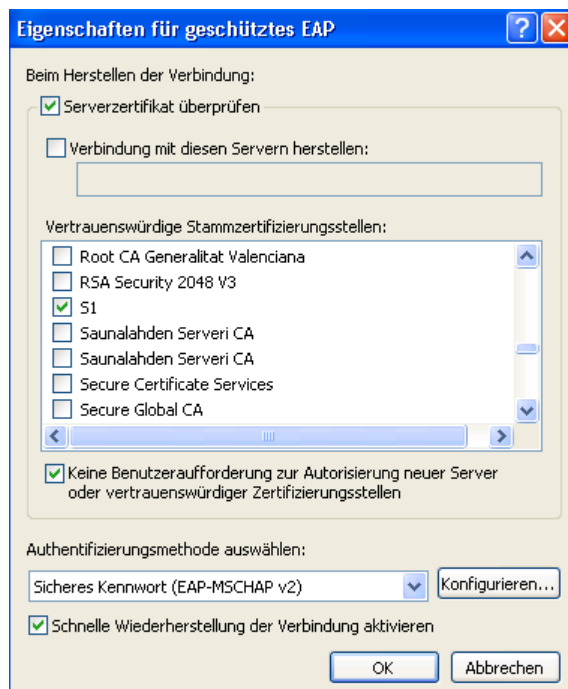 Eigenschaften für geschütztes EAP
Beim Herstellen der Verbindung:
Serverzertifikat überprüfen
Verbindung mit diesen Servern herstellen:
Vertrauenswürdige Stammzertifizierungsstellen:
Root CA Generalitat Valenciana
RSA Security 2048 V3
S1
Saunalahden Serveri CA
Saunalahden Serveri CA
Secure Certificate Services
Secure Global CA
Keine Benutzeraufforderung zur Autorisierung neuer Server
oder vertrauenswürdiger Zertifizierungsstellen
Authentifizierungsmethode auswählen:
Sicheres Kennwort (EAP-MSCHAP v2)
Konfigurieren...
Schnelle Wiederherstellung der Verbindung aktivieren
OK
Abbrechen